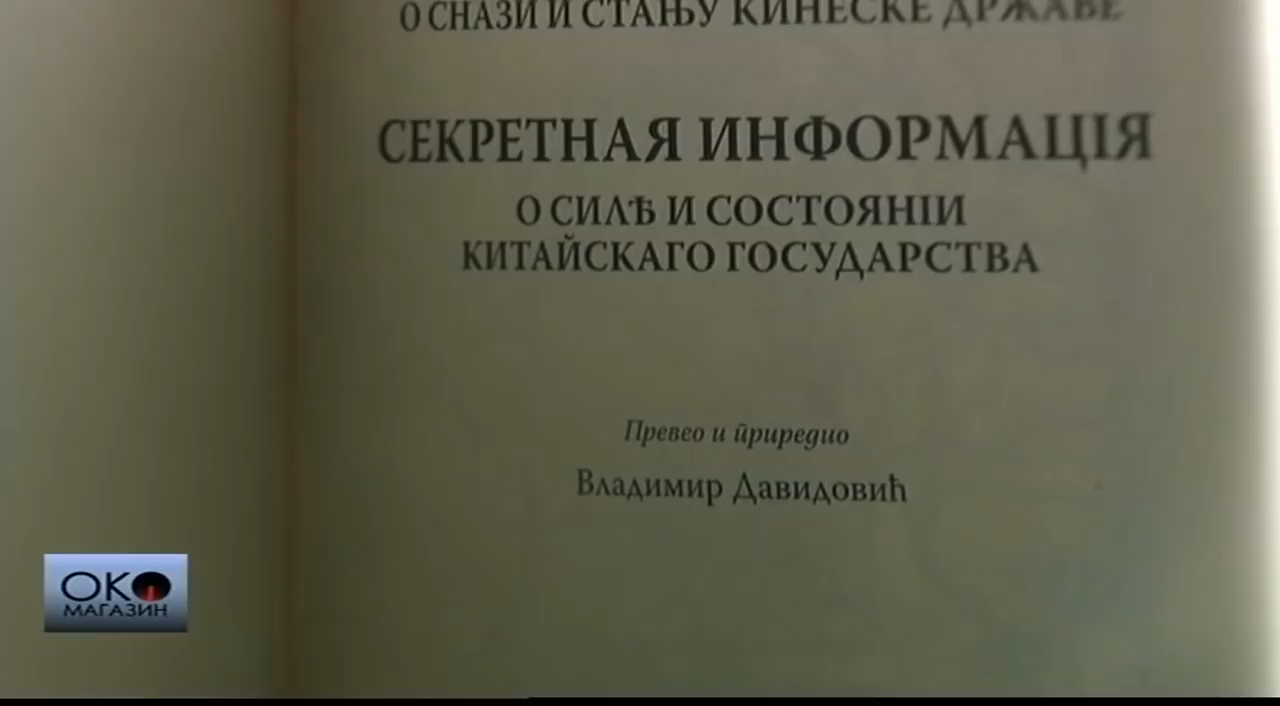 О СНАЗИ И СТАЊУ КИНЕСКЕ ДРЖАВЕ
СЕКРЕТНАЯ ИНФОРМАЦІЯ
О СИЛѢ И СОСТОЯНІИ
КИТАЙСКАГО ГОСУДАРСТВА
Превео и приредио
Владимир Давидовић
ОКО
МАГАЗИН